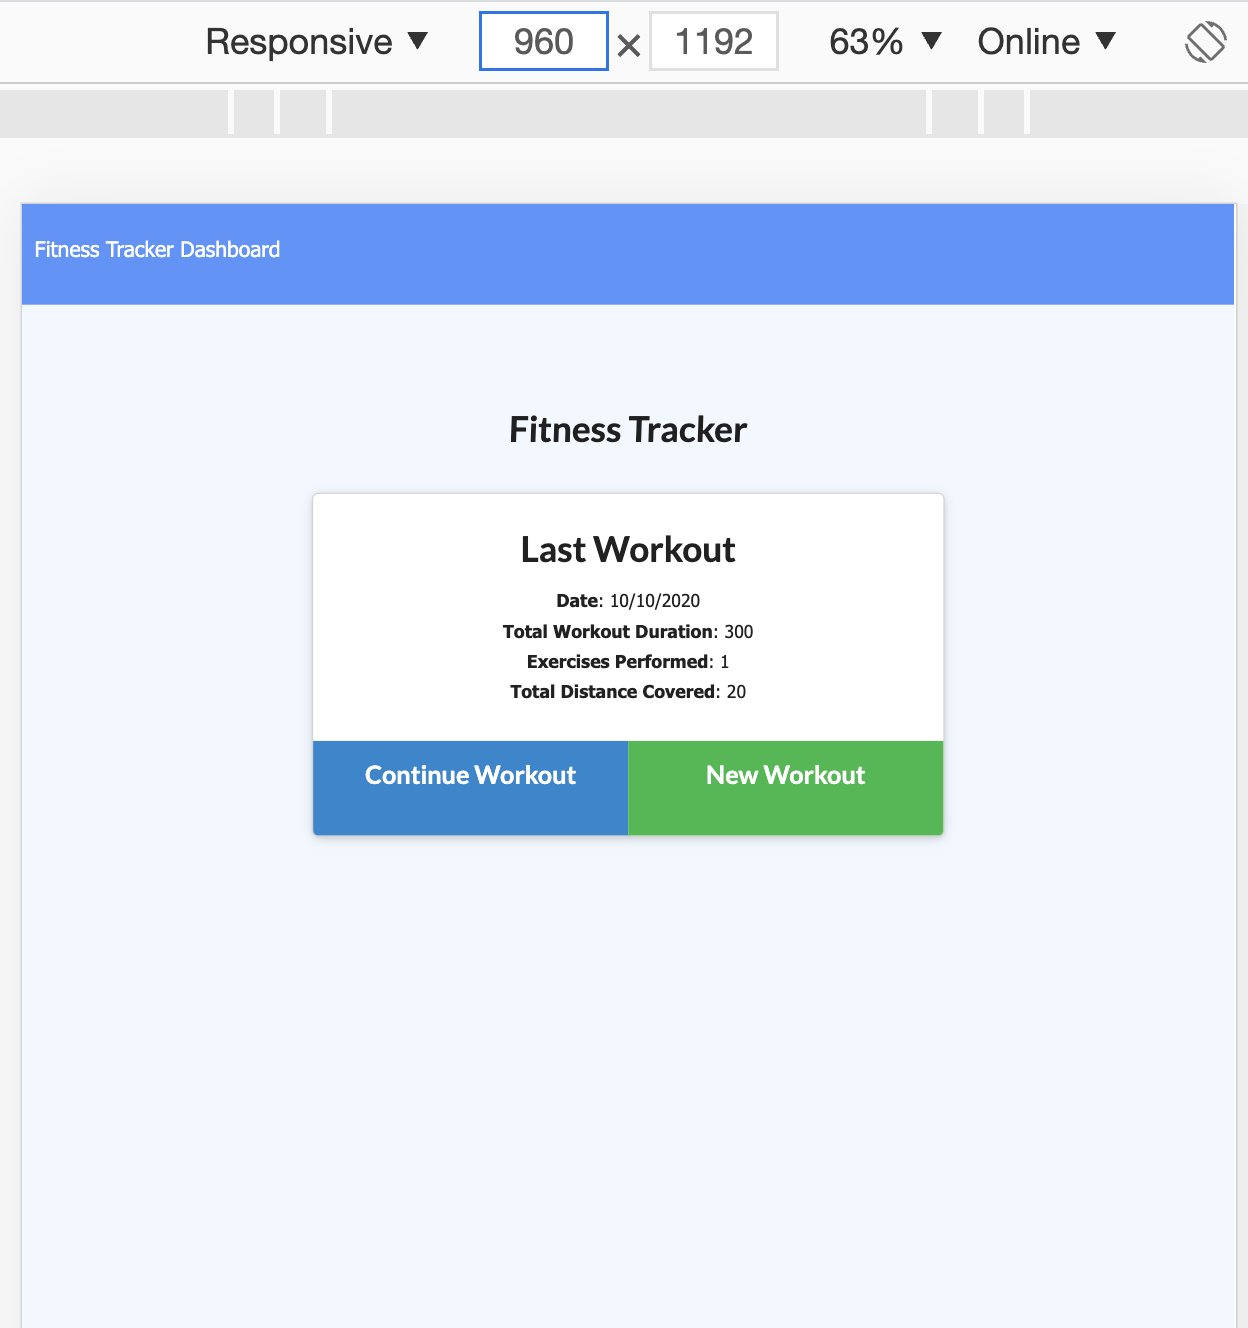 Responsive ▼ 960 × 1192 63% ▼ Online ▼
Fitness Tracker Dashboard
Fitness Tracker
Last Workout
Date: 10/10/2020
Total Workout Duration: 300
Exercises Performed: 1
Total Distance Covered: 20
Continue Workout New Workout